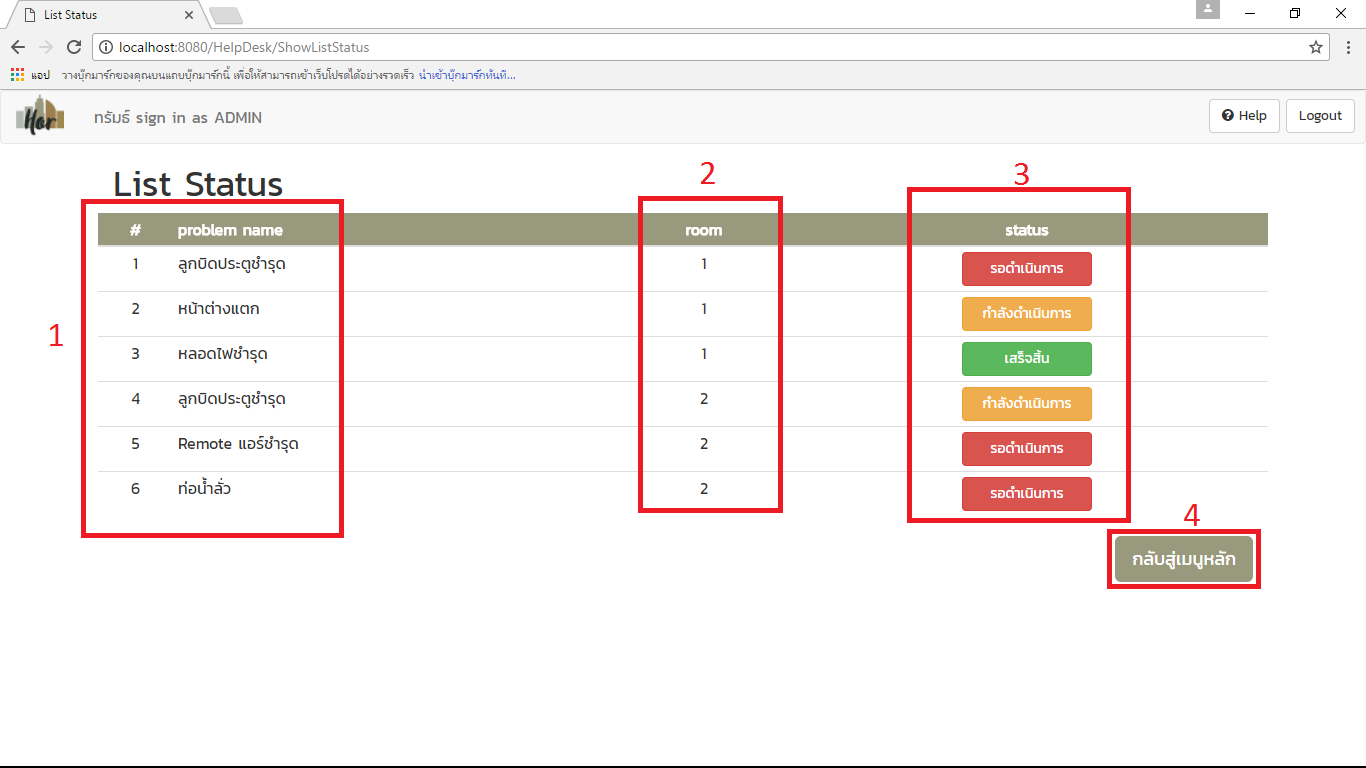 List Status
localhost:8080/HelpDesk/ShowListStatus
แอป วางบุ๊กมาร์กของคุณบนแถบบุ๊กมาร์กนี้ เพื่อให้สามารถเข้าเว็บโปรดได้อย่างรวดเร็ว นำเข้าบุ๊กมาร์กทันที...
Hor ทรัมธ์ sign in as ADMIN Help Logout
List Status 2 3
# problem name room status
1 ลูกบิดประตูชำรุด 1 รอดำเนินการ
2 หน้าต่างแตก 1 กำลังดำเนินการ
1
3 หลอดไฟชำรุด 1 เสร็จสิ้น
4 ลูกบิดประตูชำรุด 2 กำลังดำเนินการ
5 Remote แอร์ชำรุด 2 รอดำเนินการ
6 ท่อน้ำลั่ว 2 รอดำเนินการ
4
กลับสู่เมนูหลัก